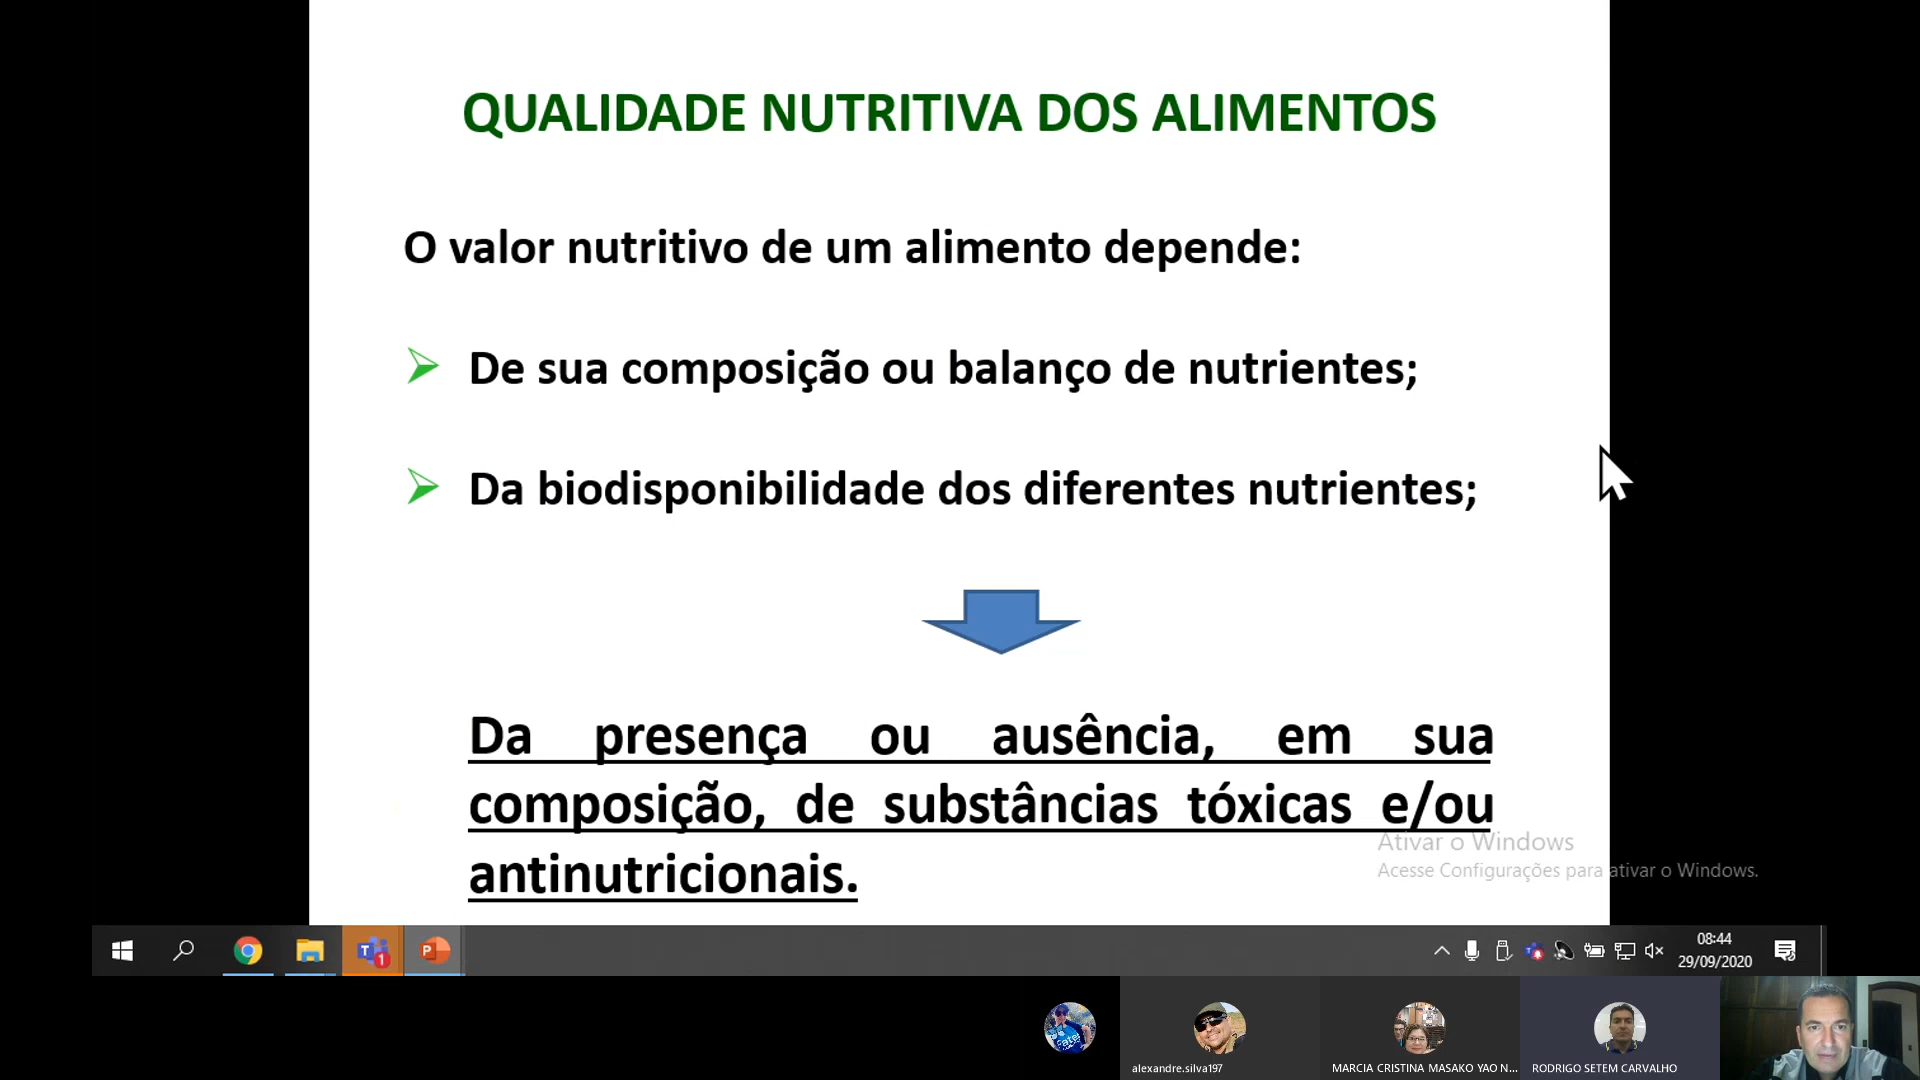 QUALIDADE NUTRITIVA DOS ALIMENTOS
O valor nutritivo de um alimento depende:
De sua composição ou balanço de nutrientes;
Da biodisponibilidade dos diferentes nutrientes;
Da presença ou ausência, em sua
composição, de substâncias tóxicas e/ou
antinutricionais.
Ativar o Windows
Acesse Configurações para ativar o Windows.
08:44
29/09/2020
alexandre.silva197
MARCIA CRISTINA MASAKO YAO N...
RODRIGO SETEM CARVALHO